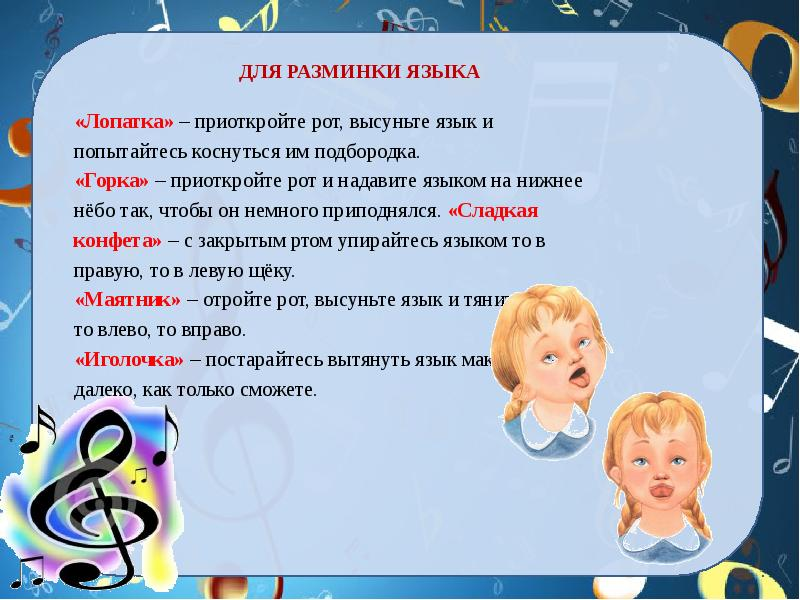 ДЛЯ РАЗМИНКИ ЯЗЫКА
«Лопатка» – приоткройте рот, высуньте язык и
попытайтесь коснуться им подбородка.
«Горка» – приоткройте рот и надавите языком на нижнее
нёбо так, чтобы он немного приподнялся. «Сладкая
конфета» – с закрытым ртом упирайтесь языком то в
правую, то в левую щёку.
«Маятник» – отройте рот, высуньте язык и
то влево, то вправо.
«Иголочка» – постарайтесь вытянуть язык
далеко, как только сможете.